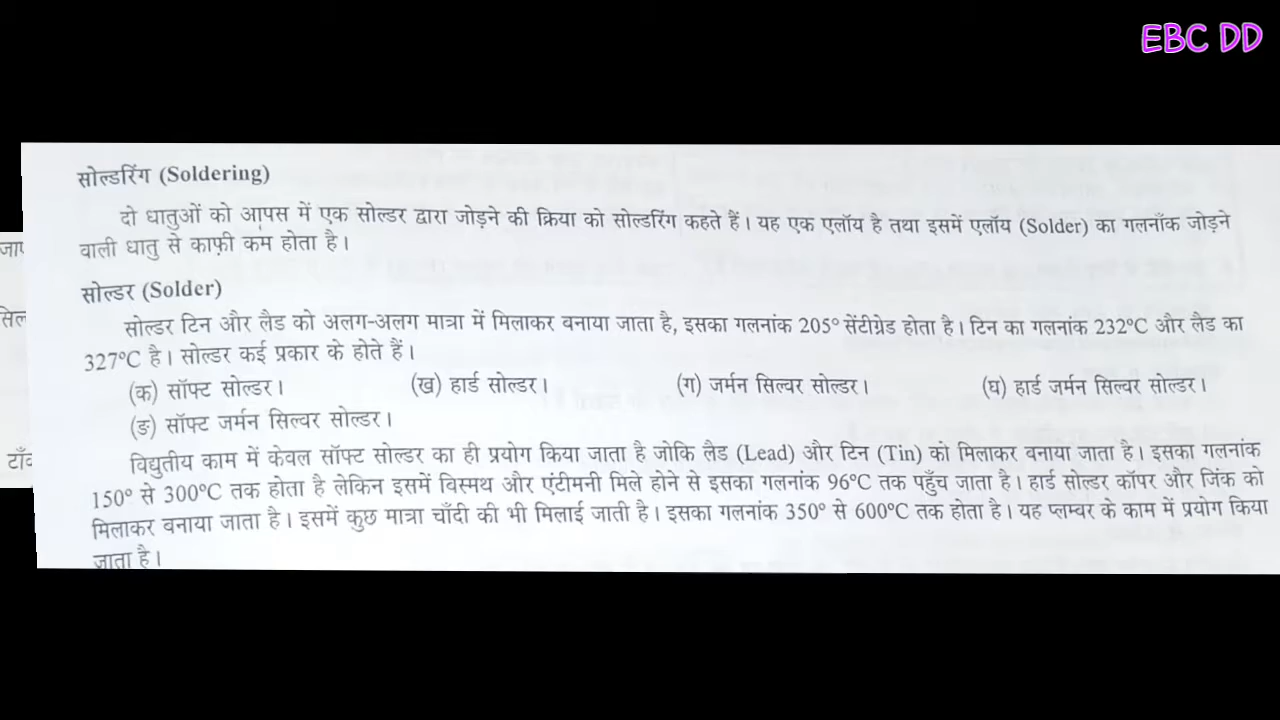 EBC DD
सोल्डरिंग (Soldering)
दो धातुओं को आपस में एक सोल्डर द्वारा जोड़ने की क्रिया को सोल्डरिंग कहते हैं। यह एक एलॉय है तथा इसमें एलॉय (Solder) का गलनाँक जोड़ने
वाली धातु से काफ़ी कम होता है।
सोल्डर (Solder)
सोल्डर टिन और लैड को अलग-अलग मात्रा में मिलाकर बनाया जाता है, इसका गलनांक 205° सेंटीग्रेड होता है। टिन का गलनांक 232°C और लैड का
327°C है। सोल्डर कई प्रकार के होते हैं।
(क) सॉफ्ट सोल्डर। (ख) हार्ड सोल्डर। (ग) जर्मन सिल्वर सोल्डर। (घ) हार्ड जर्मन सिल्वर सोल्डर।
(ङ) सॉफ्ट जर्मन सिल्वर सोल्डर।
विद्युतीय काम में केवल सॉफ्ट सोल्डर का ही प्रयोग किया जाता है जोकि लैड (Lead) और टिन (Tin) को मिलाकर बनाया जाता है। इसका गलनांक
150° से 300°C तक होता है लेकिन इसमें विस्मथ और एंटीमनी मिले होने से इसका गलनांक 96°C तक पहुँच जाता है। हार्ड सोल्डर कॉपर और जिंक को
मिलाकर बनाया जाता है। इसमें कुछ मात्रा चाँदी की भी मिलाई जाती है। इसका गलनांक 350° से 600°C तक होता है। यह प्लम्बर के काम में प्रयोग किया
जाता है।